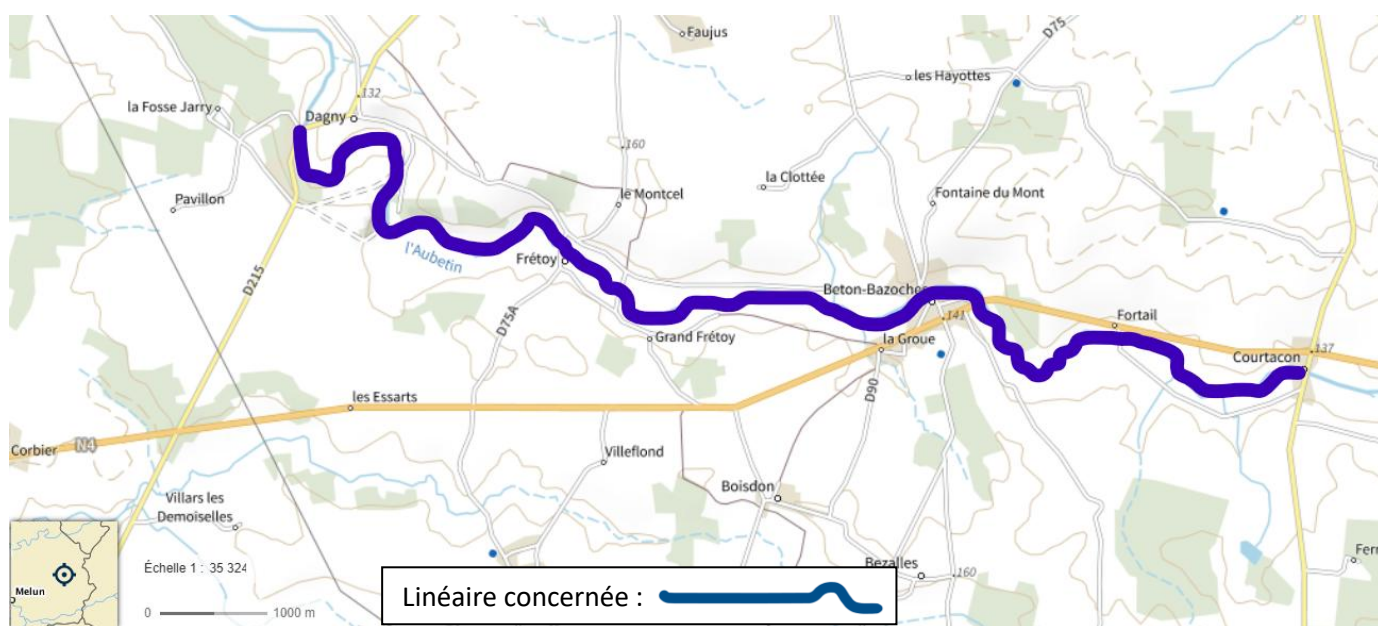 Faujus
D75
les Hayottes
132
la Fosse Jarry
Dagny
160
la Clottée
Pavillon
le Montcel
Fontaine du Mont
l'Aubetin
Frétoy
D215
Beton-Bazoche
D75A
141
Fortail
Grand Frétoy
la Groue
137
Courtacon
les Essarts
D90
N4
Corbier
Villeflond
Boisdon
Villars les
Demoiselles
Bezalles
160
Ferr
Échelle 1 : 35 324
Melun
0
1000 m
Linéaire concernée :